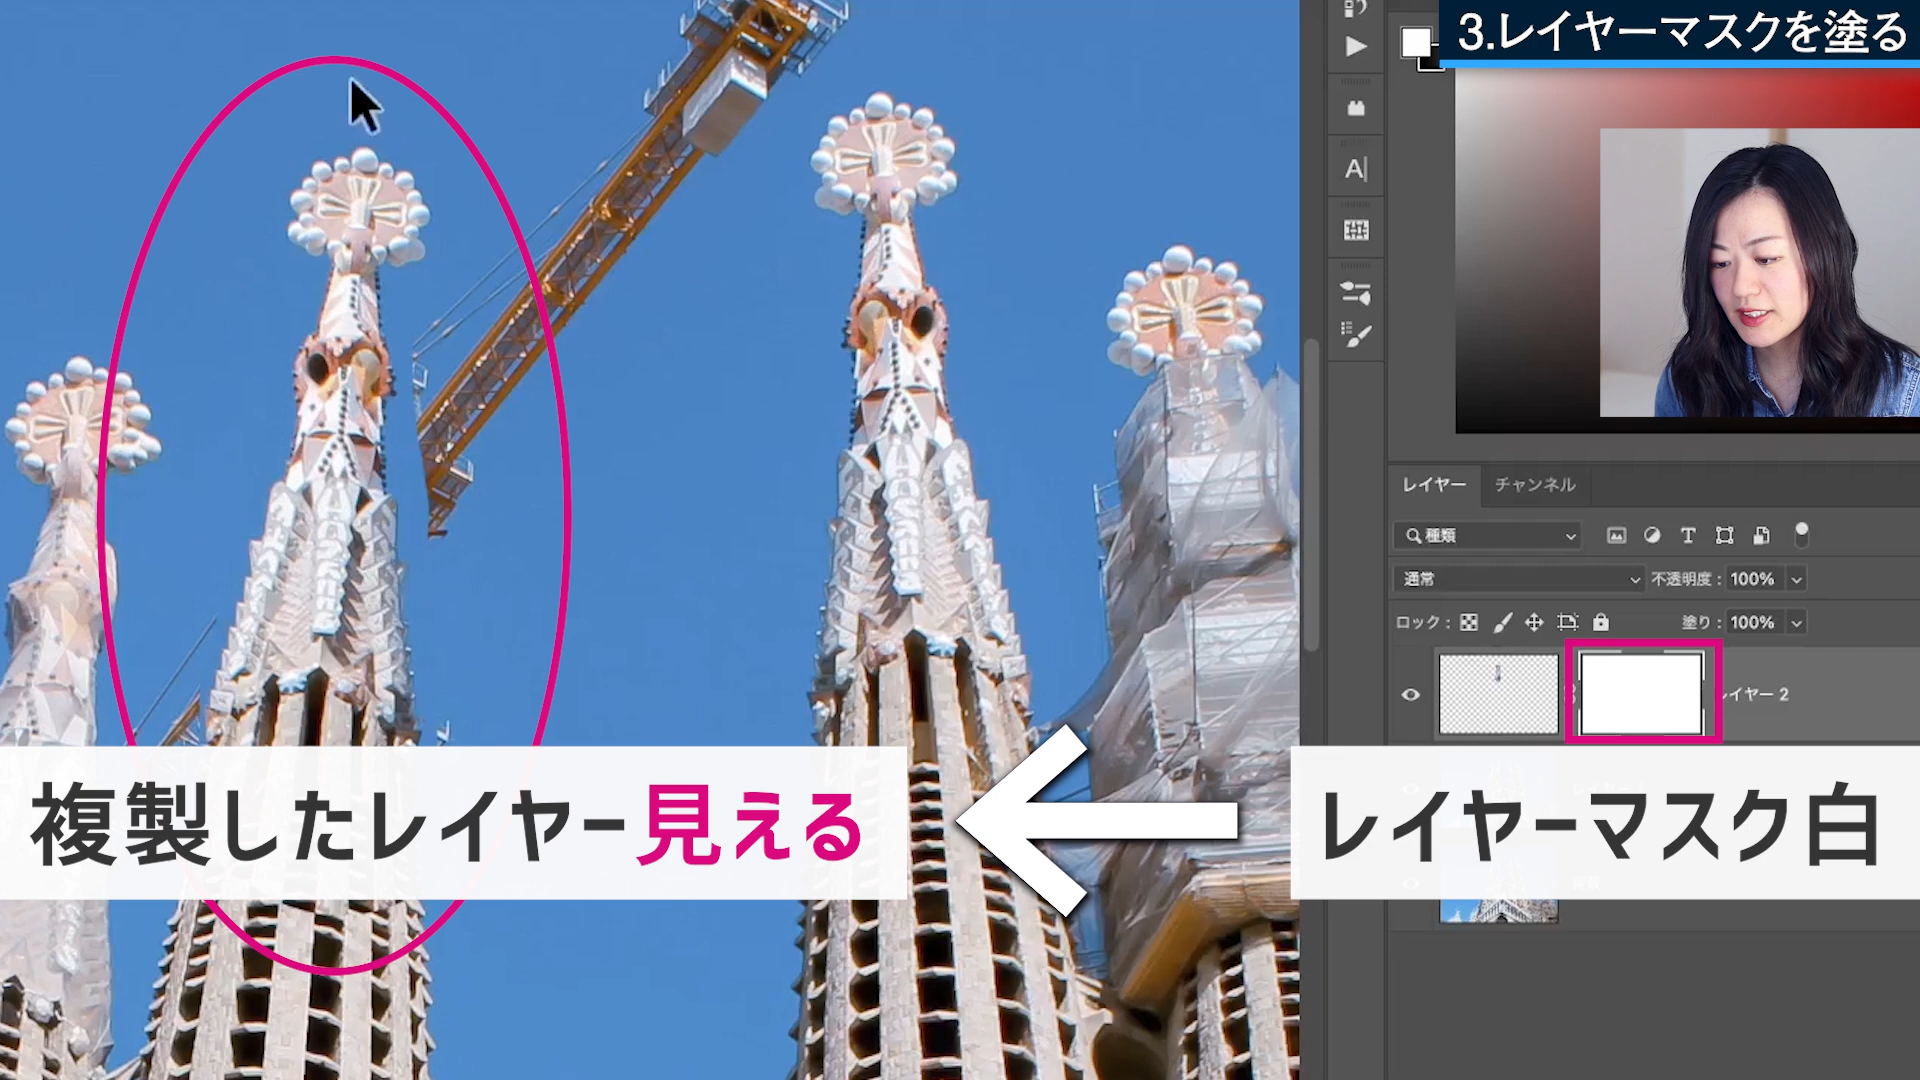 3.レイヤーマスクを塗る
A
レイヤー チャンネル
種類
T
通常 不透明度 : 100%
ロック : 塗り : 100%
レイヤー 2
複製したレイヤー見える
レイヤーマスク白